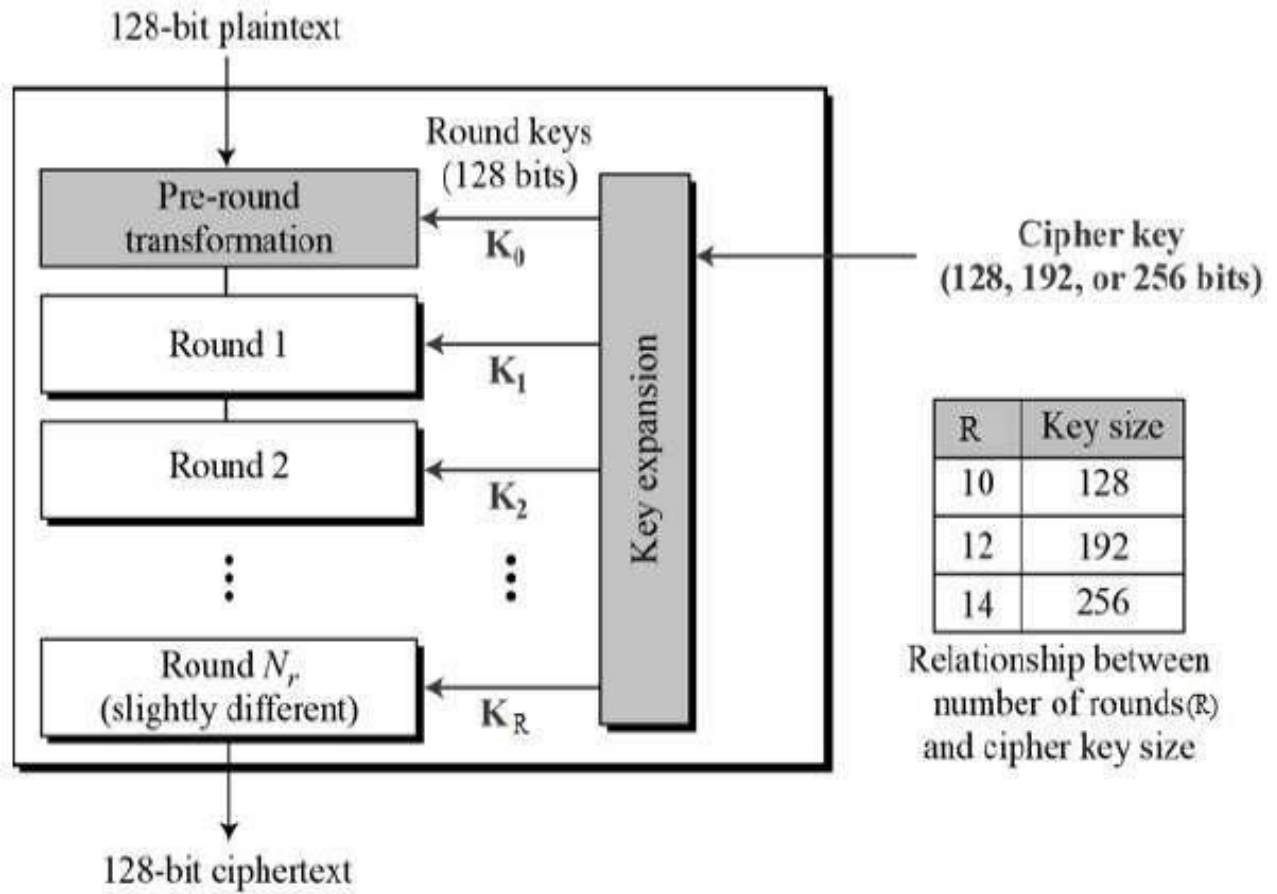 128-bit plaintext
Round keys
(128 bits)
Pre-round
transformation
K0
Cipher key
(128, 192, or 256 bits)
Round 1
K1
Key expansion
Round 2
K2
R Key size
10 128
12 192
14 256
Relationship between
number of rounds(R)
and cipher key size
Round Nr
(slightly different)
KR
128-bit ciphertext